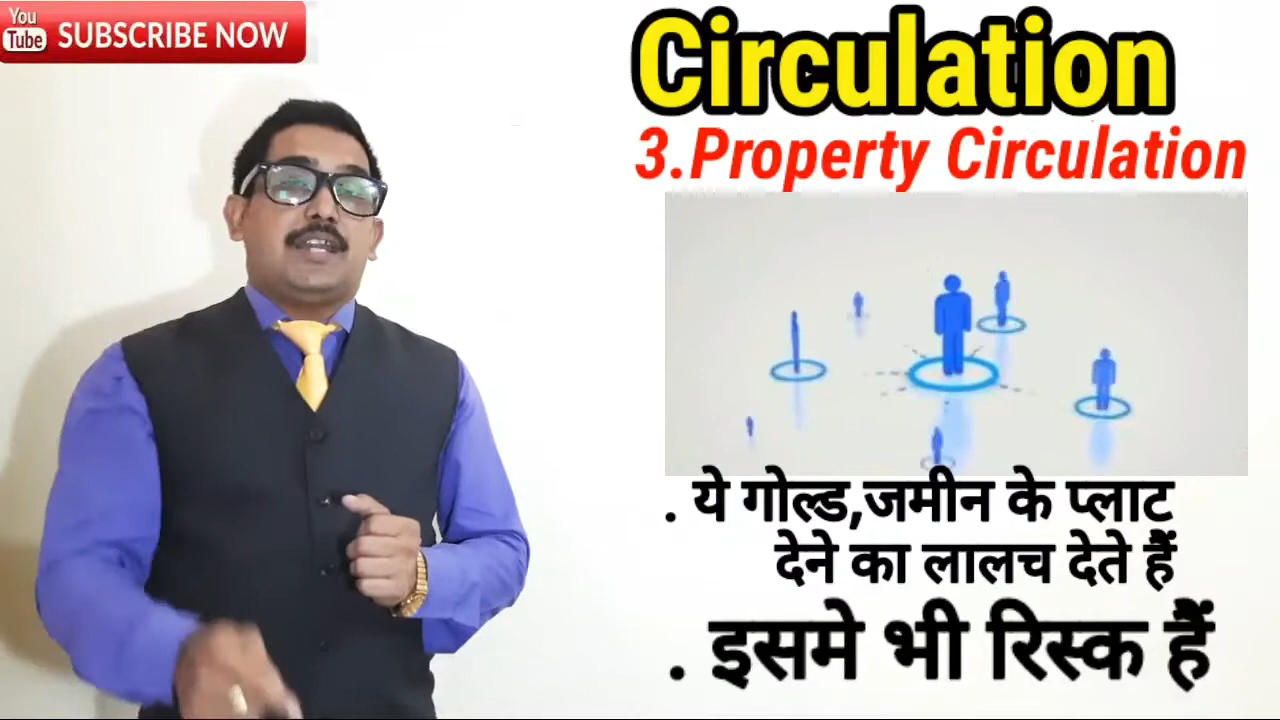 You
Tube SUBSCRIBE NOW
Circulation
3.Property Circulation
. ये गोल्ड,जमीन के प्लाट
देने का लालच देते हैं
. इसमे भी रिस्क हैं